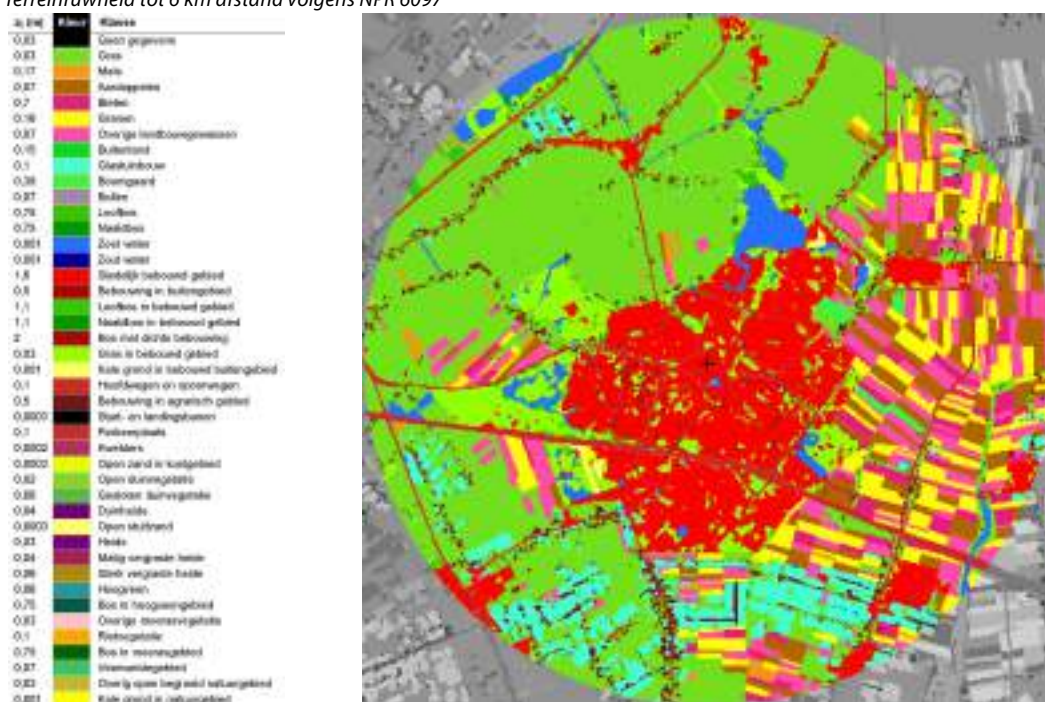 Terreinruwheid tot 6 km afstand volgens NPR 6097
Kleur Klasse
0,03 Geen gegevens
0,03 Gras
0,17 Maïs
0,07 Aardappelen
0,7 Bieten
0,16 Granen
0,07 Overige landbouwgewassen
0,15 Buitenland
0,1 Glastuinbouw
0,39 Boomgaard
0,07 Bollen
0,75 Loofbos
0,75 Naaldbos
0,001 Zoet water
0,001 Zout water
1,6 Stedelijk bebouwd gebied
0,5 Bebouwing in buitengebied
1,1 Loofbos in bebouwd gebied
1,1 Naaldbos in bebouwd gebied
2 Bos met dichte bebouwing
0,03 Gras in bebouwd gebied
0,001 Kale grond in bebouwd buitengebied
0,1 Hoofdwegen en spoorwegen
0,5 Bebouwing in agrarisch gebied
0,0003 Start- en landingsbanen
0,1 Parkeerplaats
0,0002 Kwelders
0,0003 Open zand in kustgebied
0,02 Open duinvegetatie
0,06 Gesloten duinvegetatie
0,04 Duinheide
0,0003 Open stuifzand
0,03 Heide
0,04 Matig vergraste heide
0,06 Sterk vergraste heide
0,06 Hoogveen
0,75 Bos in hoogveengebied
0,03 Overige moerasvegetatie
0,1 Rietvegetatie
0,75 Bos in moerasgebied
0,07 Veenweidegebied
0,03 Overig open begroeid natuurgebied
0,001 Kale grond in natuurgebied